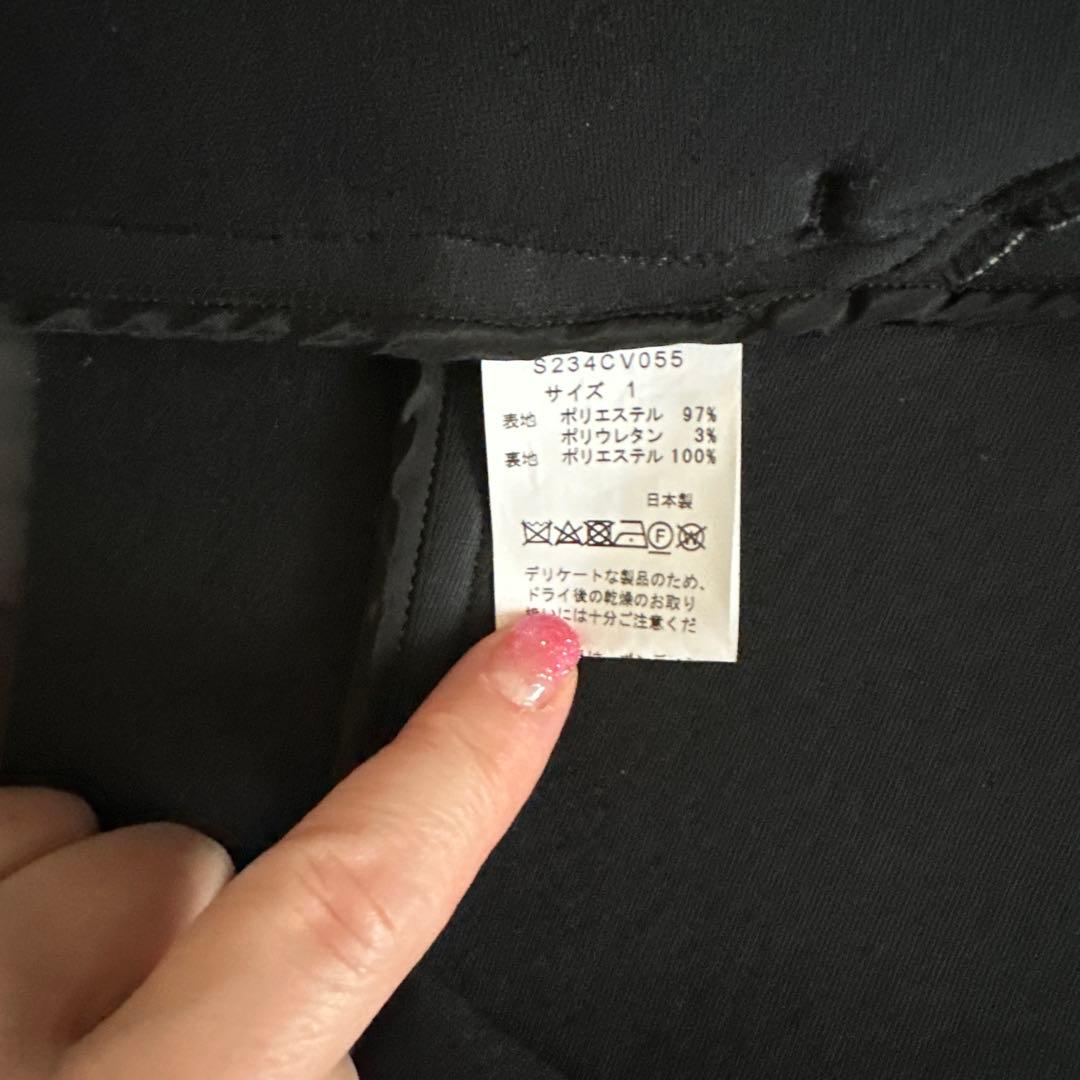 S234CV055
サイズ 1
表地 ポリエステル 97%
ポリウレタン 3%
裏地 ポリエステル 100%
日本製
F W
デリケートな製品のため、
ドライ後の乾燥のお取り
には十分ご注意くだ